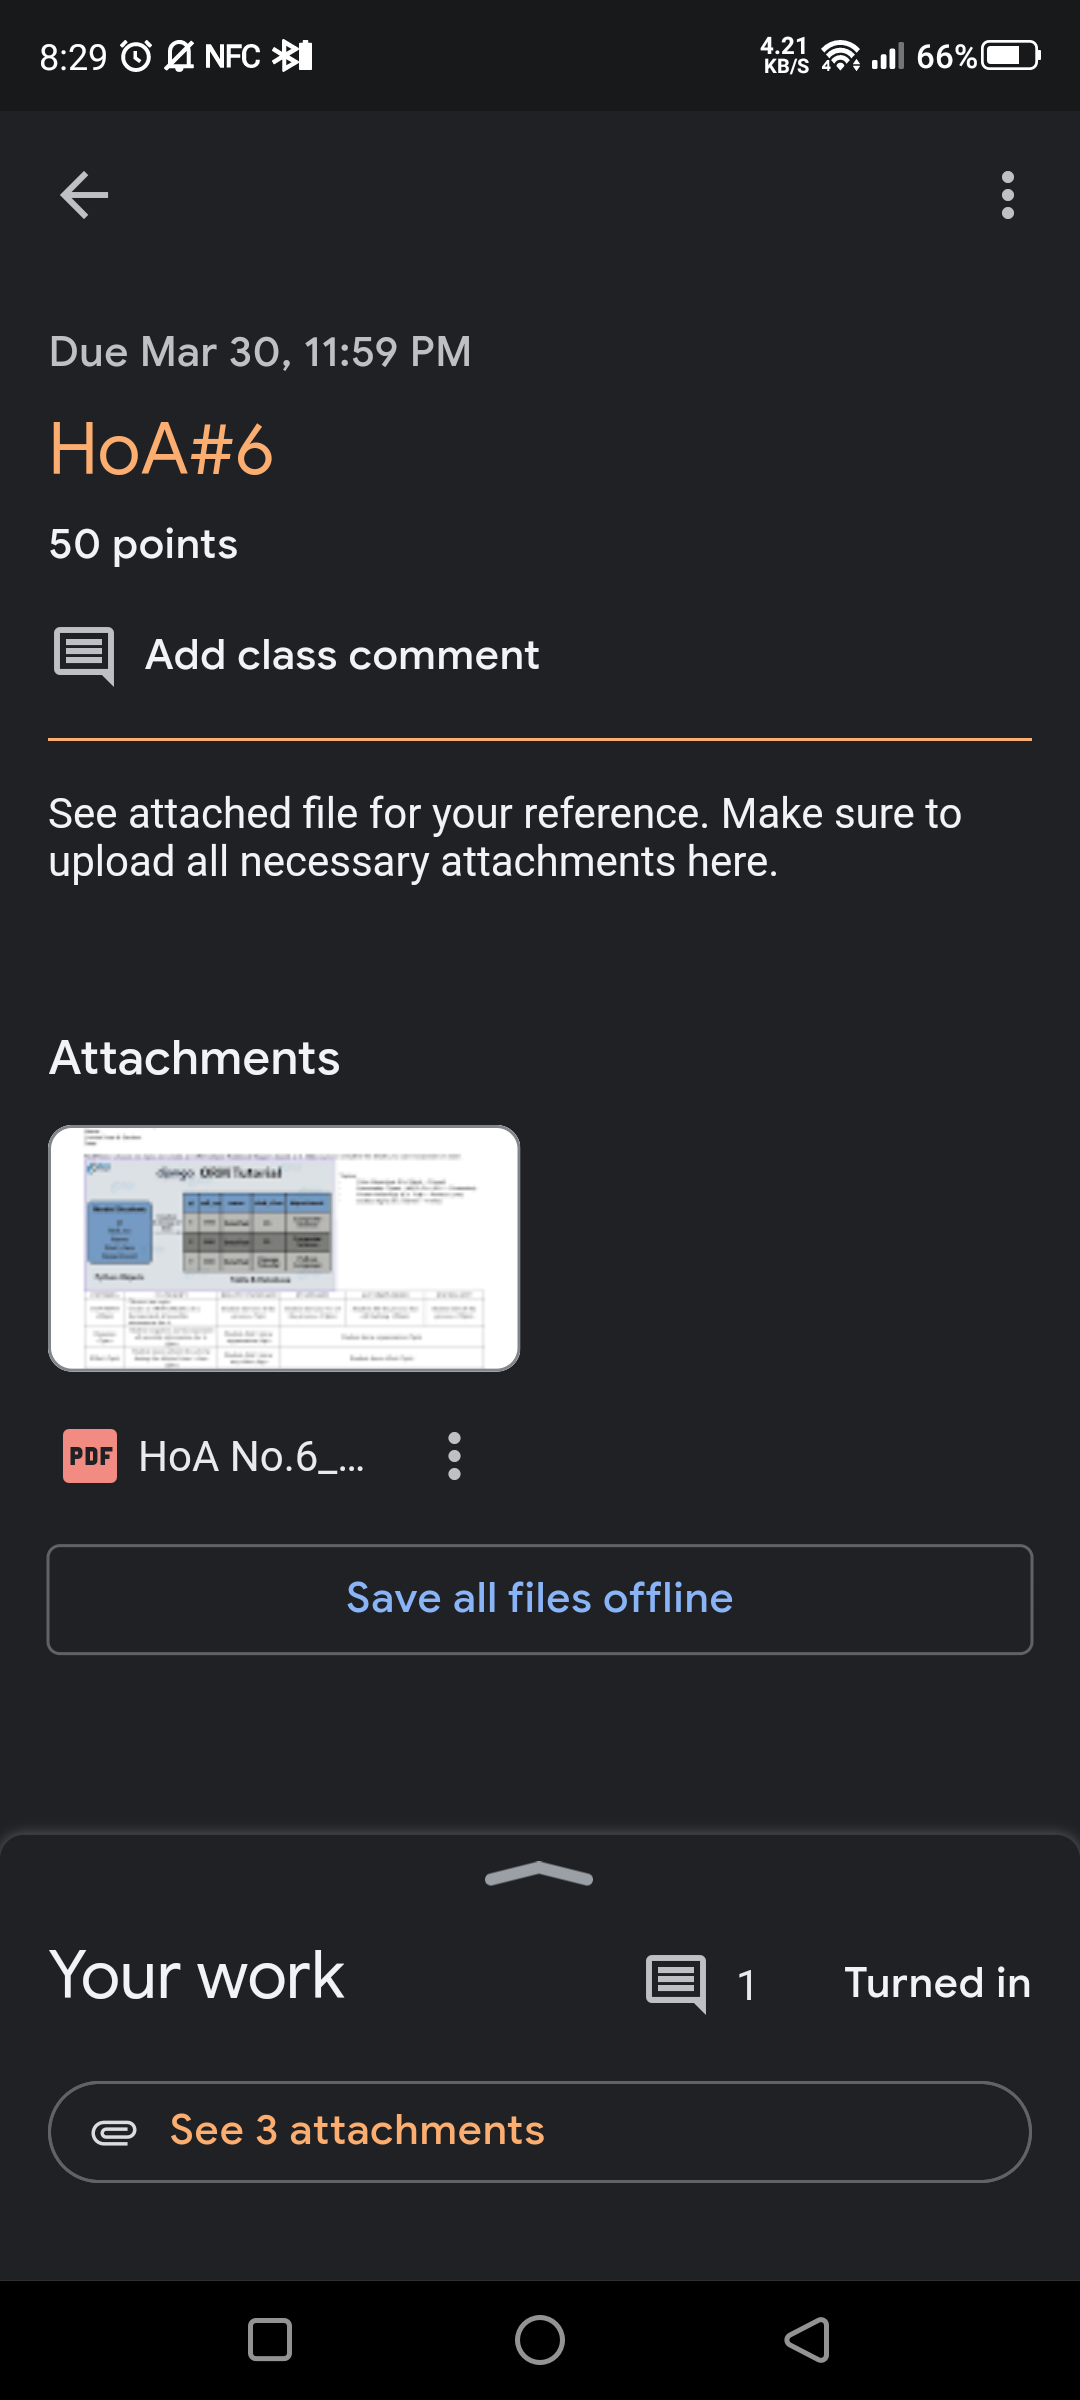 8:29 NFC 4.21 KB/S 4 66%
Due Mar 30, 11:59 PM
HoA#6
50 points
Add class comment
See attached file for your reference. Make sure to
upload all necessary attachments here.
Attachments
django ORM Tutorial
PDF HoA No.6_...
Save all files offline
Your work 1 Turned in
See 3 attachments